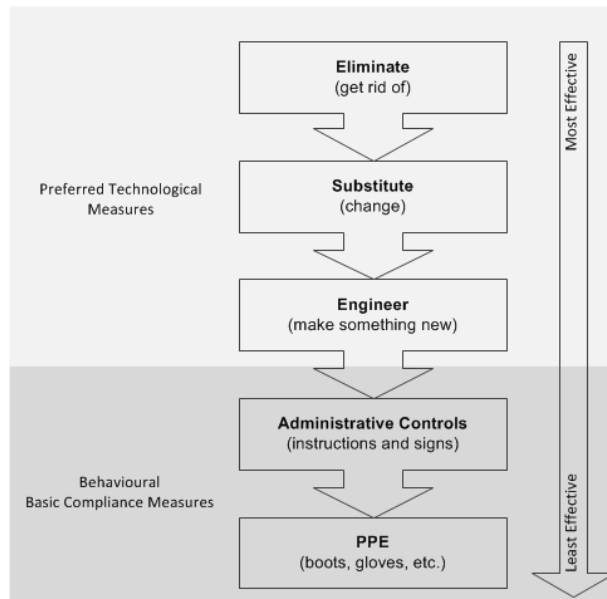 Eliminate
(get rid of)
Most Effective
Preferred Technological
Measures
Substitute
(change)
Engineer
(make something new)
Administrative Controls
(instructions and signs)
Behavioural
Basic Compliance Measures
PPE
(boots, gloves, etc.)
Least Effective